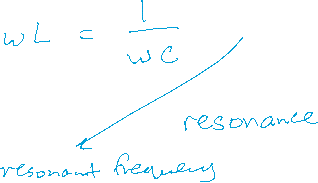 wL = 1/wC
resonance
resonant frequency